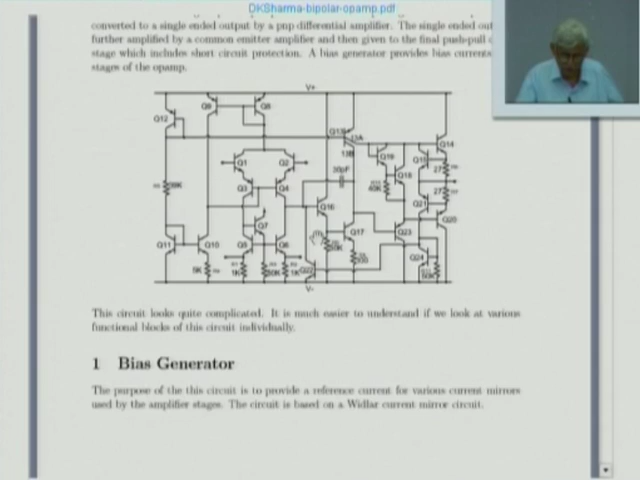 DKSharma-bipolar-opamp.pdf
converted to a single ended output by a pnp differential amplifier. The single ended out
further amplified by a common emitter amplifier and then given to the final push-pull
stage which includes short circuit protection. A bias generator provides bias currents
stages of the opamp.
V+
Q9 Q8
Q12
Q14
Q1 Q2
Q19
Q18
Q3 Q4
30pF
Q16
Q21
Q20
Q7
Q17
Q23
Q11 Q10 Q5 Q6
Q22
Q24
5K 1K 50K 1K
V-
This circuit looks quite complicated. It is much easier to understand if we look at various
functional blocks of this circuit individually.
1 Bias Generator
The purpose of the this circuit is to provide a reference current for various current mirrors
used by the amplifier stages. The circuit is based on a Widlar current mirror circuit.